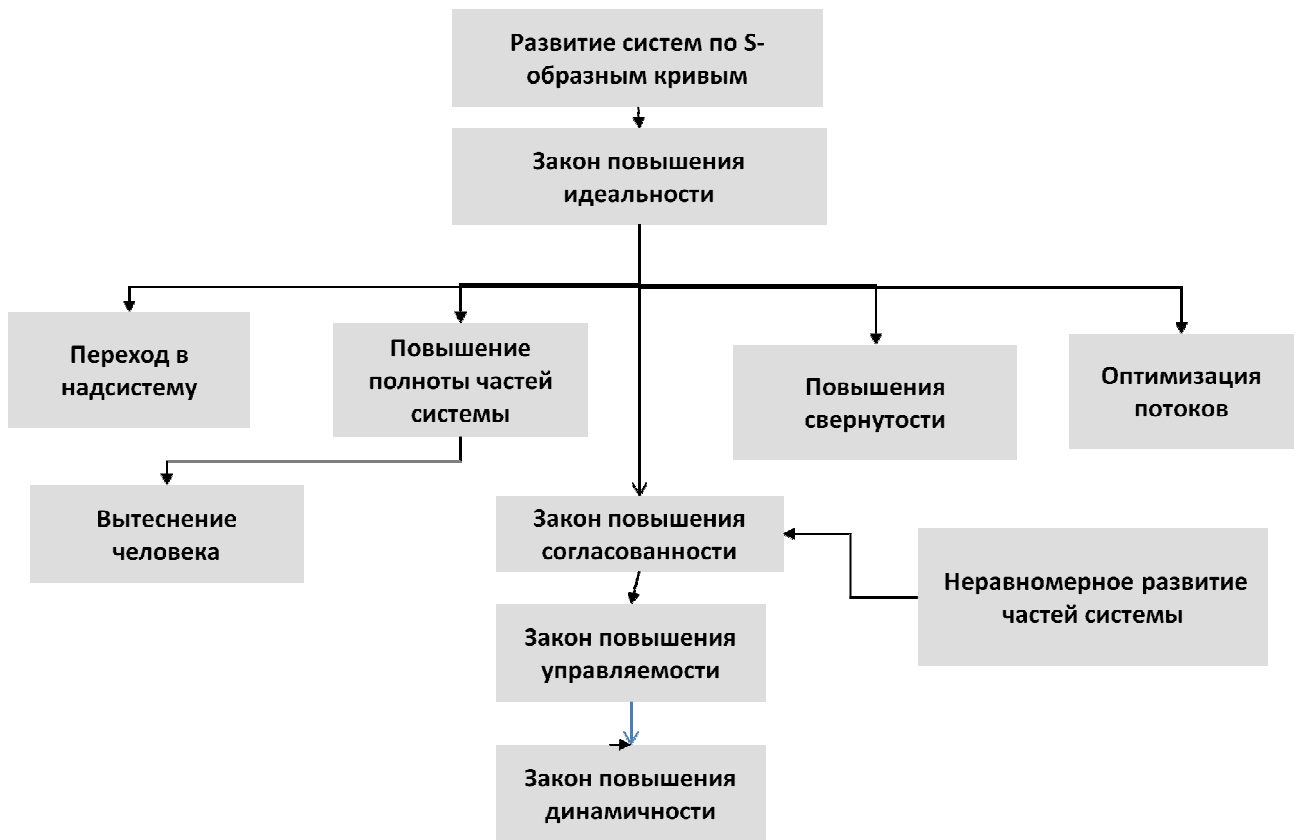 Развитие систем по S-
образным кривым
Закон повышения
идеальности
Переход в
надсистему
Повышение
полноты частей
системы
Повышения
свернутости
Оптимизация
потоков
Вытеснение
человека
Закон повышения
согласованности
Неравномерное развитие
частей системы
Закон повышения
управляемости
Закон повышения
динамичности